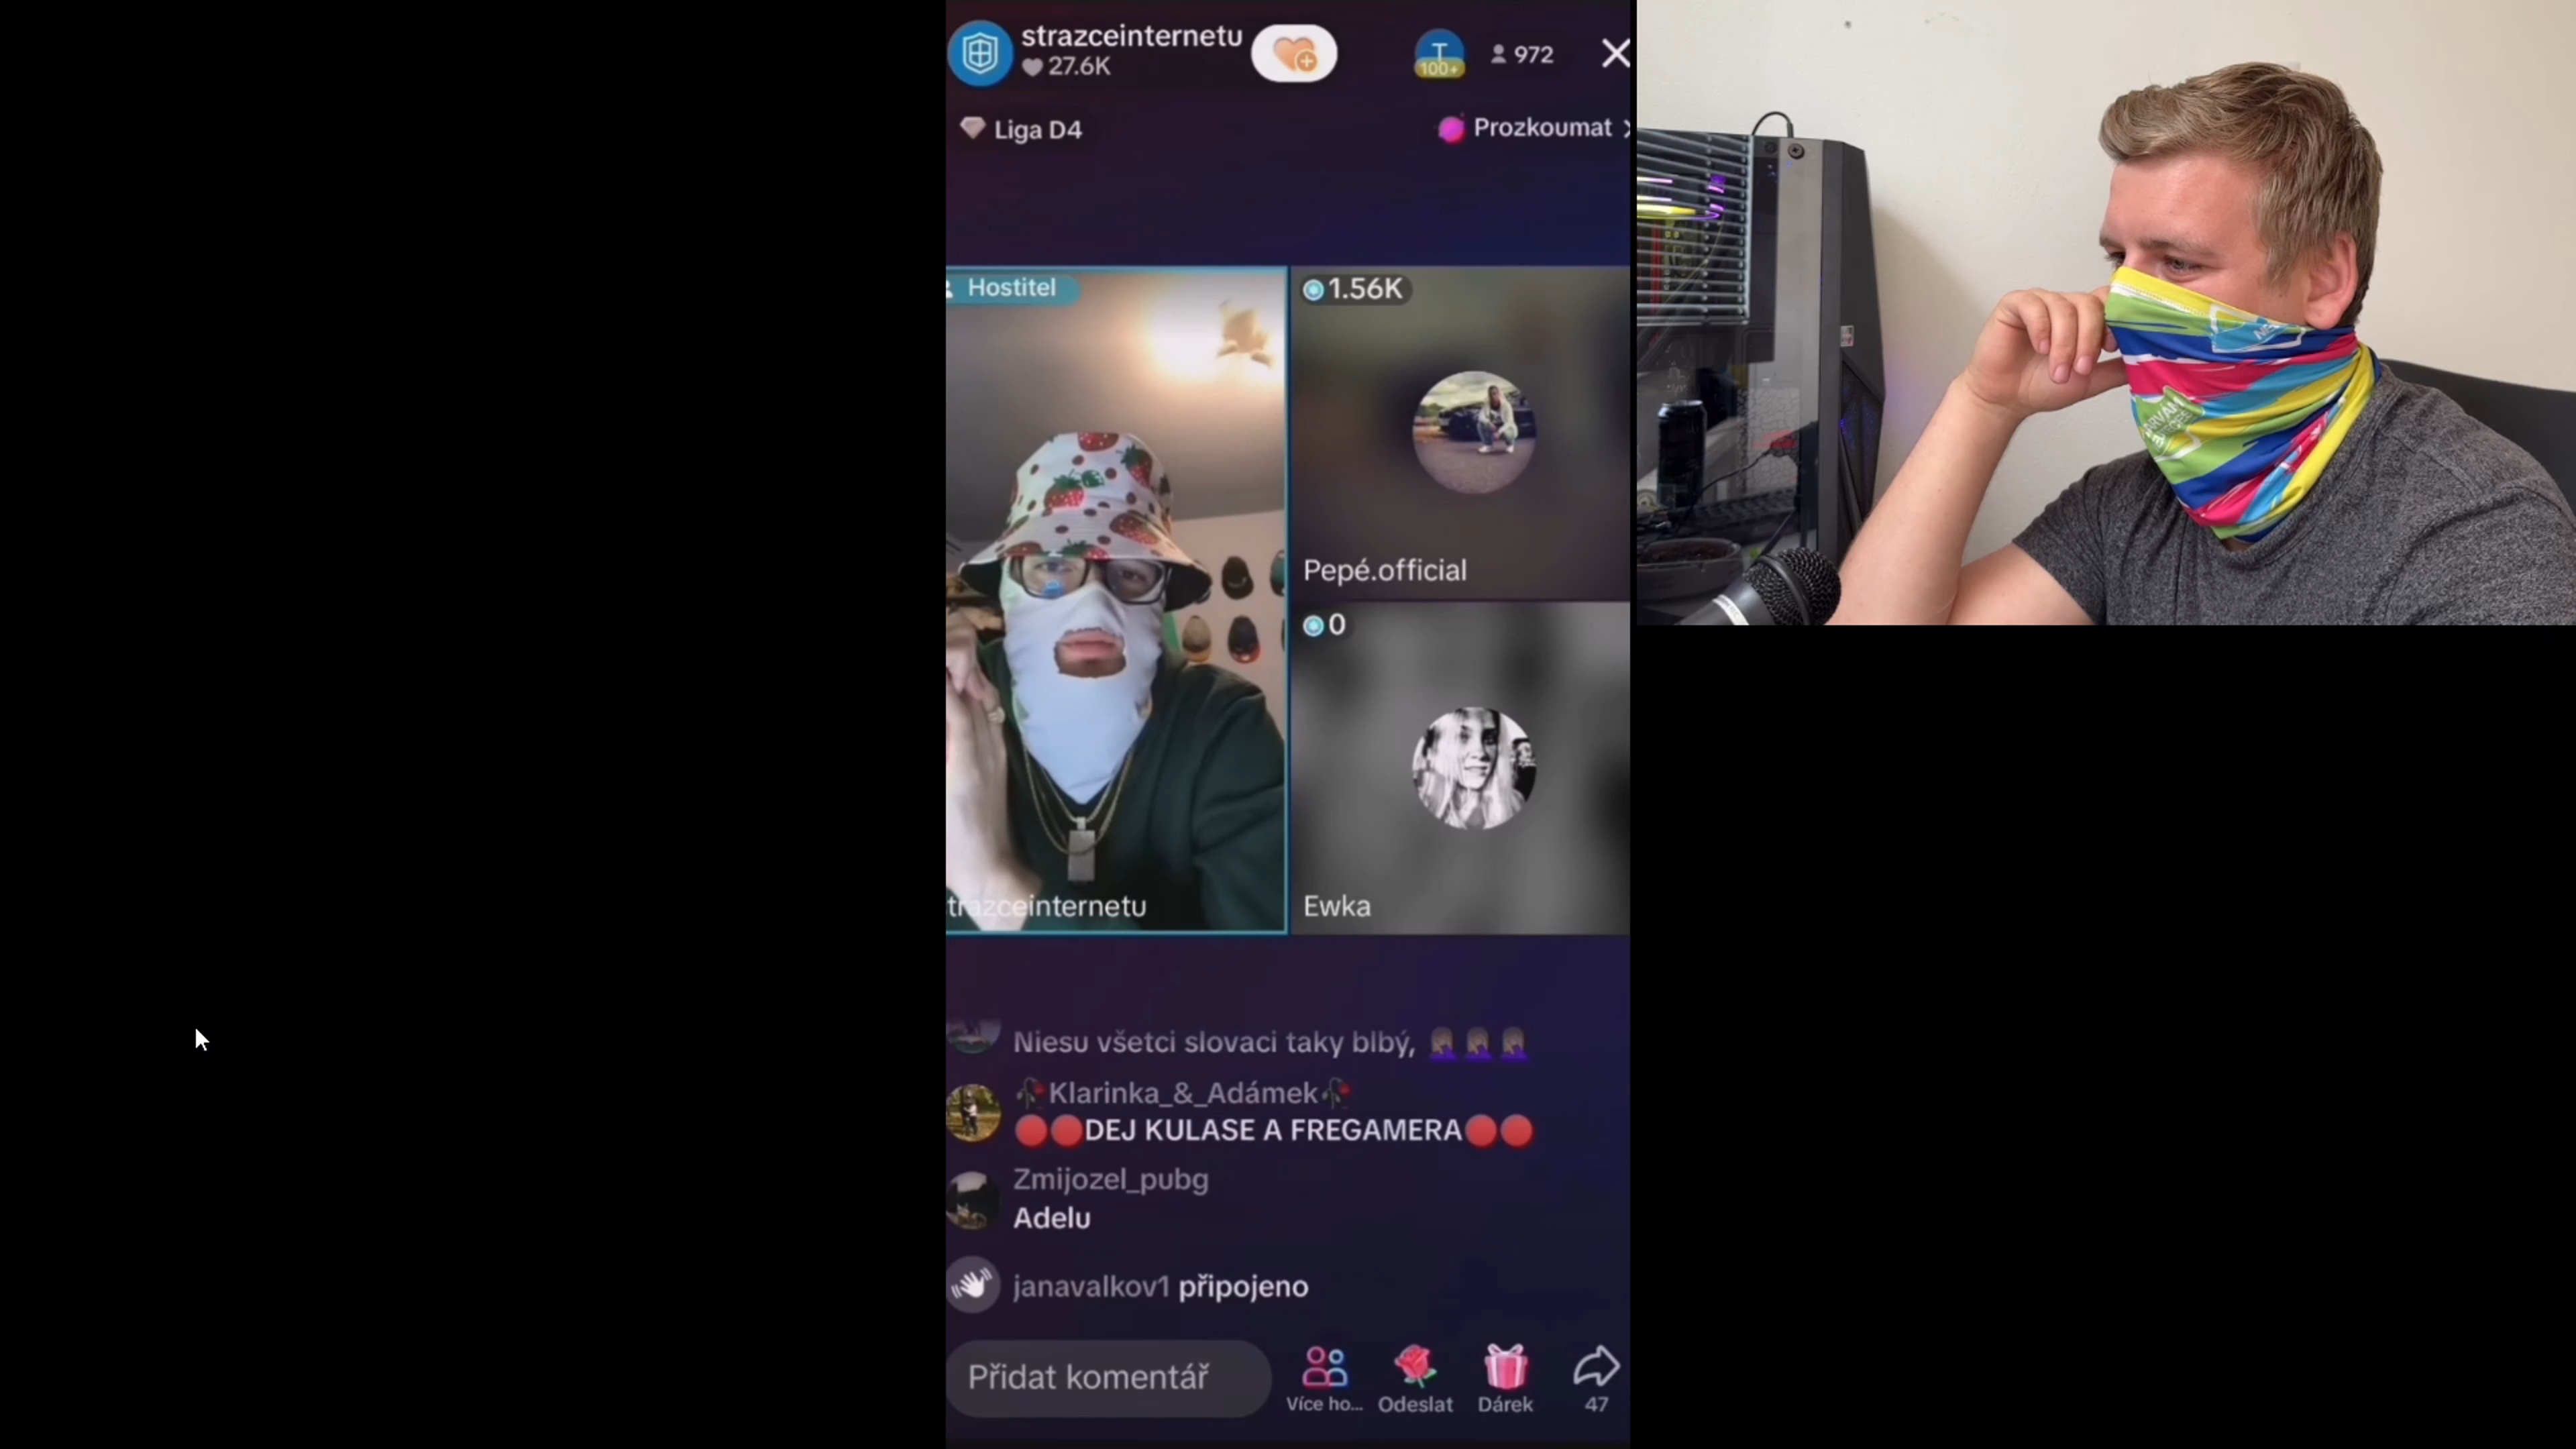 strazceinternetu
27.6K
100+
972
Liga D4
Prozkoumat
Hostitel
1.56K
Pepé.official
0
trazceinternetu
Ewka
Niesu všetci slovaci taky blbý,
Klarinka_&_Adámek
DEJ KULASE A FREGAMERA
Zmijozel_pubg
Adelu
janavalkov1 připojeno
Přidat komentář
Více ho...
Odeslat
Dárek
47